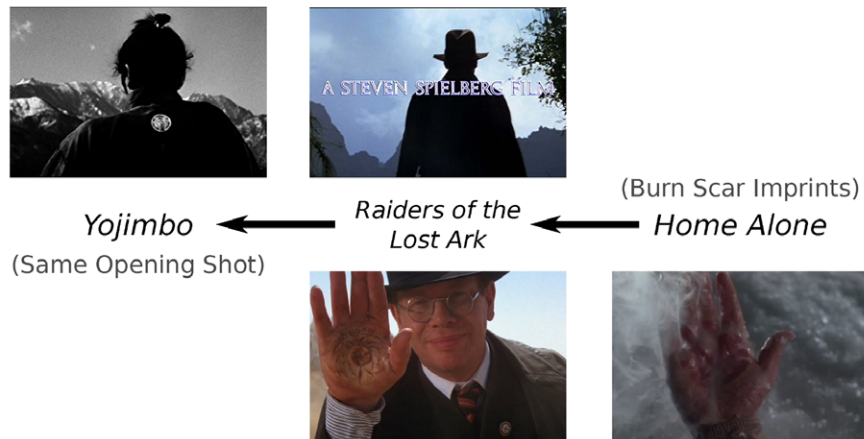 A STEVEN SPIELBERG FILM
(Burn Scar Imprints)
Yojimbo
Raiders of the
Lost Ark
Home Alone
(Same Opening Shot)